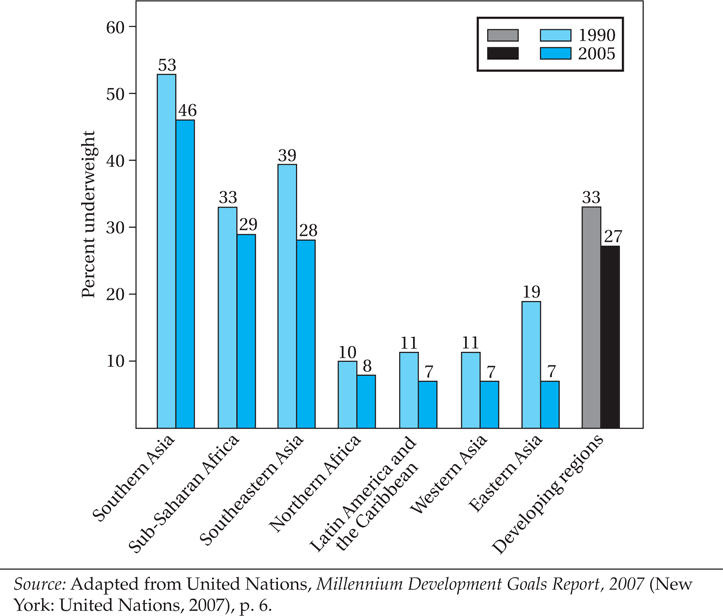 60
50
40
30
20
10
Percent underweight
1990
2005
53
46
33
29
39
28
10
8
11
7
11
7
19
7
33
27
Southern Asia
Sub-Saharan Africa
Southeastern Asia
Northern Africa
Latin America and
the Caribbean
Western Asia
Eastern Asia
Developing regions
Source: Adapted from United Nations, Millennium Development Goals Report, 2007 (New
York: United Nations, 2007), p. 6.